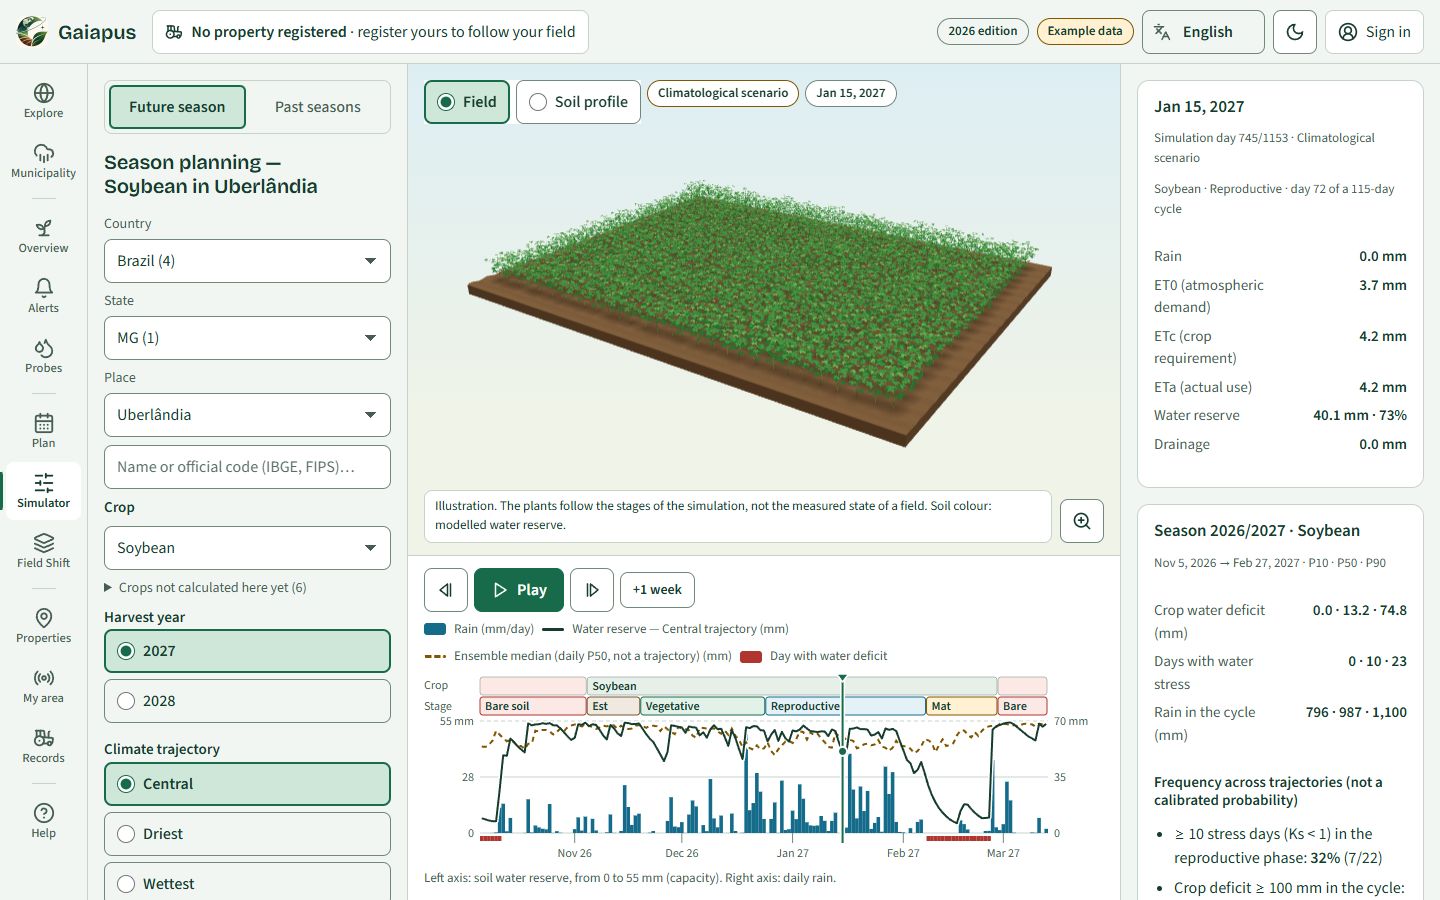 Gaiapus
No property registered · register yours to follow your field
2026 edition
Example data
English
Sign in
Explore
Municipality
Overview
Alerts
Probes
Plan
Simulator
Field Shift
Properties
My area
Records
Help
Future season
Past seasons
Season planning —
Soybean in Uberlândia
Country
Brazil (4)
State
MG (1)
Place
Uberlândia
Name or official code (IBGE, FIPS)…
Crop
Soybean
Crops not calculated here yet (6)
Harvest year
2027
2028
Climate trajectory
Central
Driest
Wettest
Field
Soil profile
Climatological scenario
Jan 15, 2027
Illustration. The plants follow the stages of the simulation, not the measured state of a field. Soil colour:
modelled water reserve.
Play
+1 week
Rain (mm/day)
Water reserve — Central trajectory (mm)
Ensemble median (daily P50, not a trajectory) (mm)
Day with water deficit
Crop
Soybean
Stage
Bare soil
Est
Vegetative
Reproductive
Mat
Bare
55 mm
70 mm
28
35
0
0
Nov 26
Dec 26
Jan 27
Feb 27
Mar 27
Left axis: soil water reserve, from 0 to 55 mm (capacity). Right axis: daily rain.
Jan 15, 2027
Simulation day 745/1153 · Climatological
scenario
Soybean · Reproductive · day 72 of a 115-day
cycle
Rain 0.0 mm
ET0 (atmospheric 3.7 mm
demand)
ETc (crop 4.2 mm
requirement)
ETa (actual use) 4.2 mm
Water reserve 40.1 mm · 73%
Drainage 0.0 mm
Season 2026/2027 · Soybean
Nov 5, 2026 → Feb 27, 2027 · P10 · P50 · P90
Crop water deficit 0.0 · 13.2 · 74.8
(mm)
Days with water 0 · 10 · 23
stress
Rain in the cycle 796 · 987 · 1,100
(mm)
Frequency across trajectories (not a
calibrated probability)
• ≥ 10 stress days (Ks < 1) in the
reproductive phase: 32% (7/22)
• Crop deficit ≥ 100 mm in the cycle: